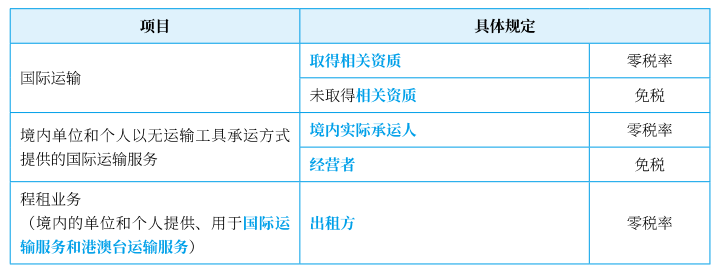 项目
具体规定
国际运输
取得相关资质
零税率
未取得相关资质
免税
境内单位和个人以无运输工具承运方式
提供的国际运输服务
境内实际承运人
零税率
经营者
免税
程租业务
（境内的单位和个人提供、用于国际运
输服务和港澳台运输服务）
出租方
零税率